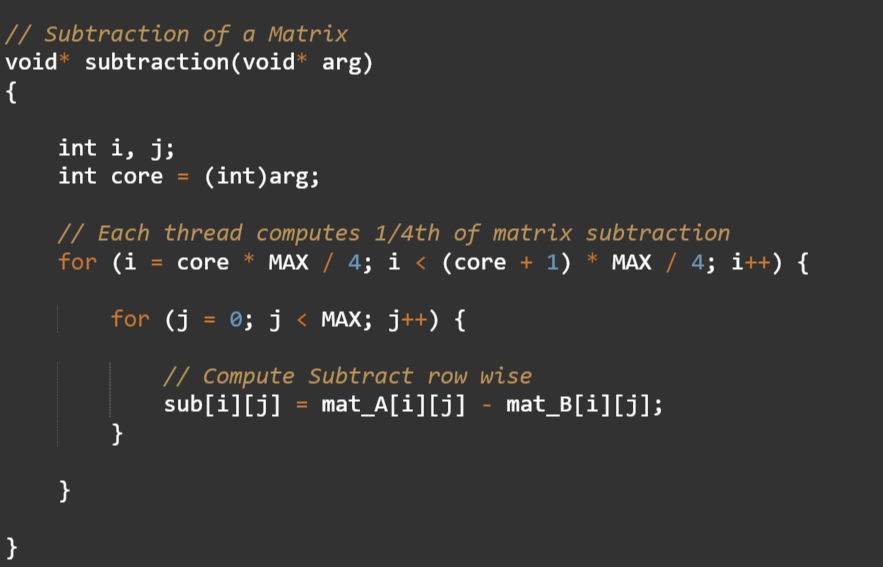 // Subtraction of a Matrix
void* subtraction(void* arg)
{
int i, j;
int core = (int)arg;
// Each thread computes 1/4th of matrix subtraction
for (i = core * MAX / 4; i < (core + 1) * MAX / 4; i++) {
for (j = 0; j < MAX; j++) {
// Compute Subtract row wise
sub[i][j] = mat_A[i][j] - mat_B[i][j];
}
}
}